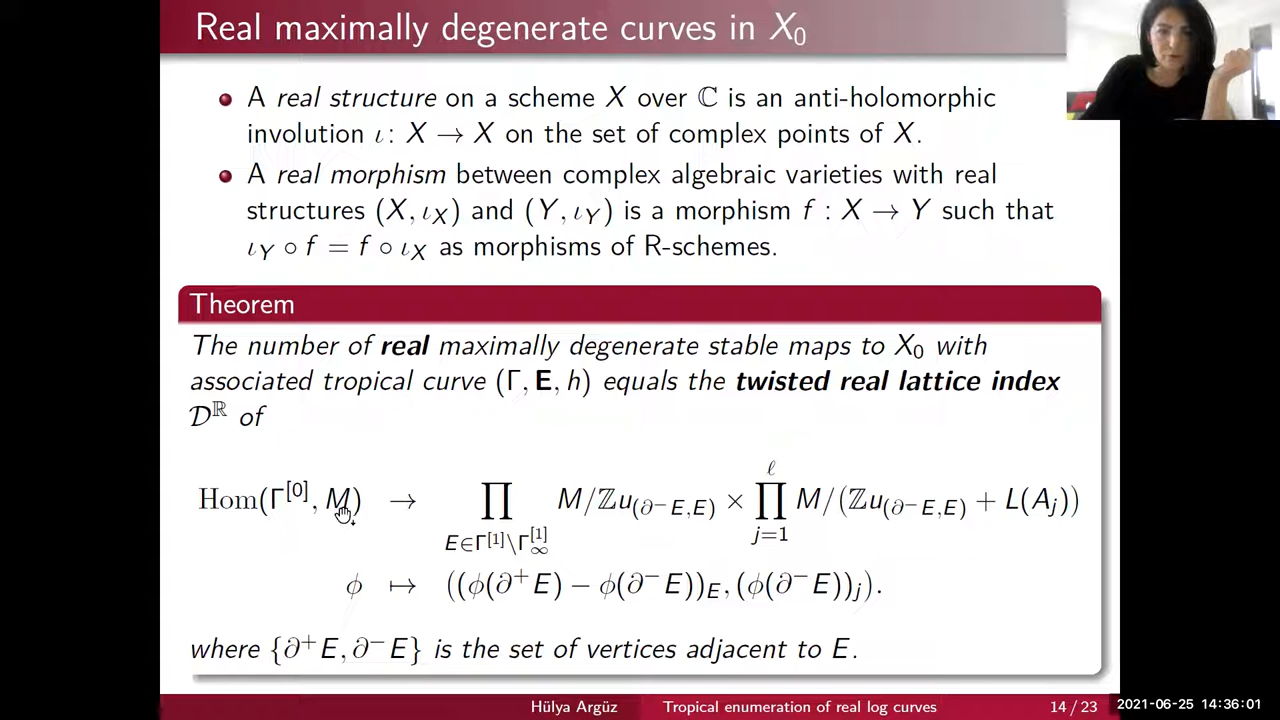 Real maximally degenerate curves in X₀
A real structure on a scheme X over ℂ is an anti-holomorphic
involution ι: X → X on the set of complex points of X.
A real morphism between complex algebraic varieties with real
structures (X, ι_X) and (Y, ι_Y) is a morphism f : X → Y such that
ι_Y ∘ f = f ∘ ι_X as morphisms of R-schemes.
Theorem
The number of real maximally degenerate stable maps to X₀ with
associated tropical curve (Γ, E, h) equals the twisted real lattice index
𝒟^ℝ of
Hom(Γ^[0], M) → ∏_{E∈Γ^[1]\Γ_∞^[1]} M/ℤu_(∂⁻E,E) × ∏_{j=1}^ℓ M/(ℤu_(∂⁻E,E) + L(A_j))
ϕ ↦ ((ϕ(∂⁺E) − ϕ(∂⁻E))_E, (ϕ(∂⁻E))_j).
where {∂⁺E, ∂⁻E} is the set of vertices adjacent to E.
Hülya Argüz Tropical enumeration of real log curves 14 / 23 2021-06-25 14:36:01